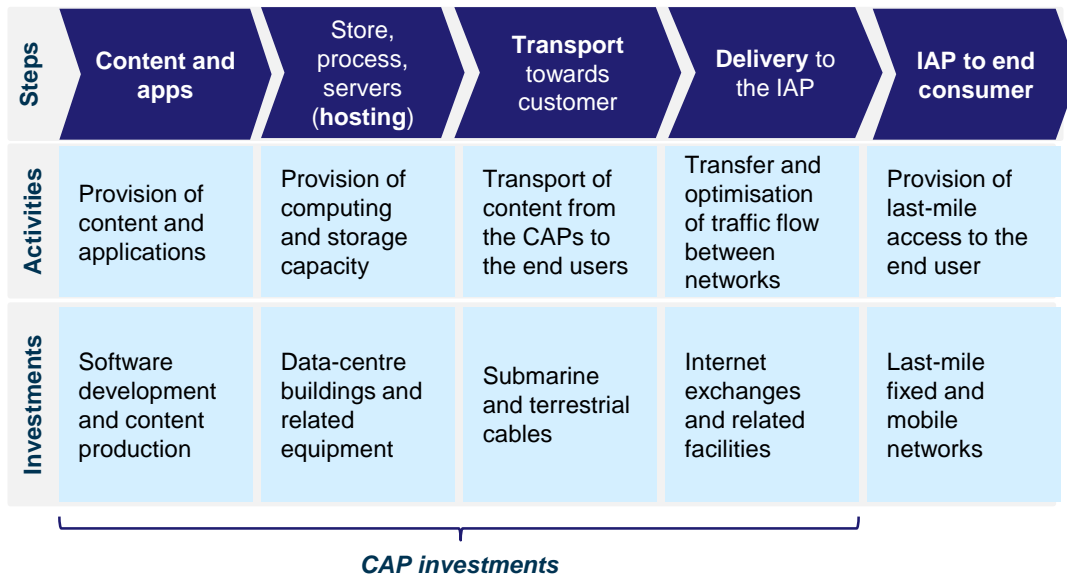 Steps
Content and
apps
Store,
process,
servers
(hosting)
Transport
towards
customer
Delivery to
the IAP
IAP to end
consumer
Activities
Provision of
content and
applications
Provision of
computing
and storage
capacity
Transport of
content from
the CAPs to
the end users
Transfer and
optimisation
of traffic flow
between
networks
Provision of
last-mile
access to the
end user
Investments
Software
development
and content
production
Data-centre
buildings and
related
equipment
Submarine
and terrestrial
cables
Internet
exchanges
and related
facilities
Last-mile
fixed and
mobile
networks
CAP investments